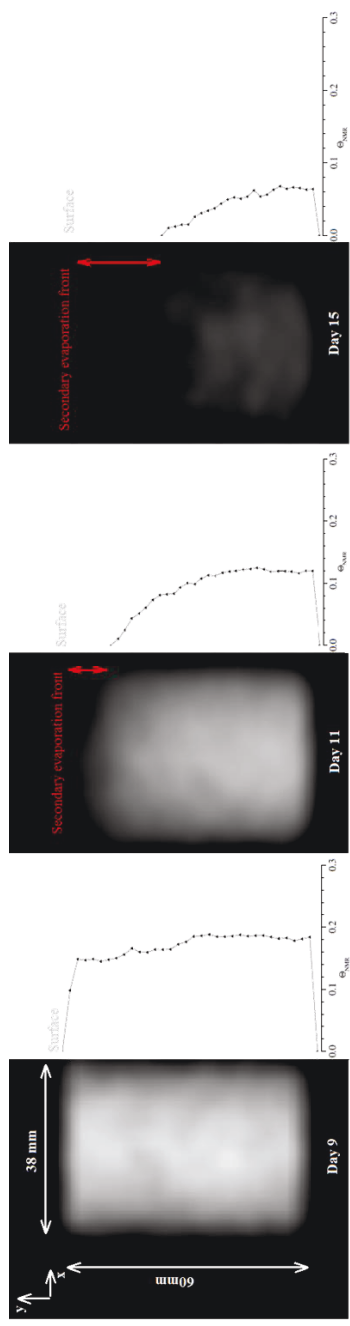 y
x
38 mm
60mm
Day 9
Surface
0.0
0.1
0.2
0.3
ΘNMR
Secondary evaporation front
Day 11
Surface
0.0
0.1
0.2
0.3
ΘNMR
Secondary evaporation front
Day 15
Surface
0.0
0.1
0.3
ΘNMR